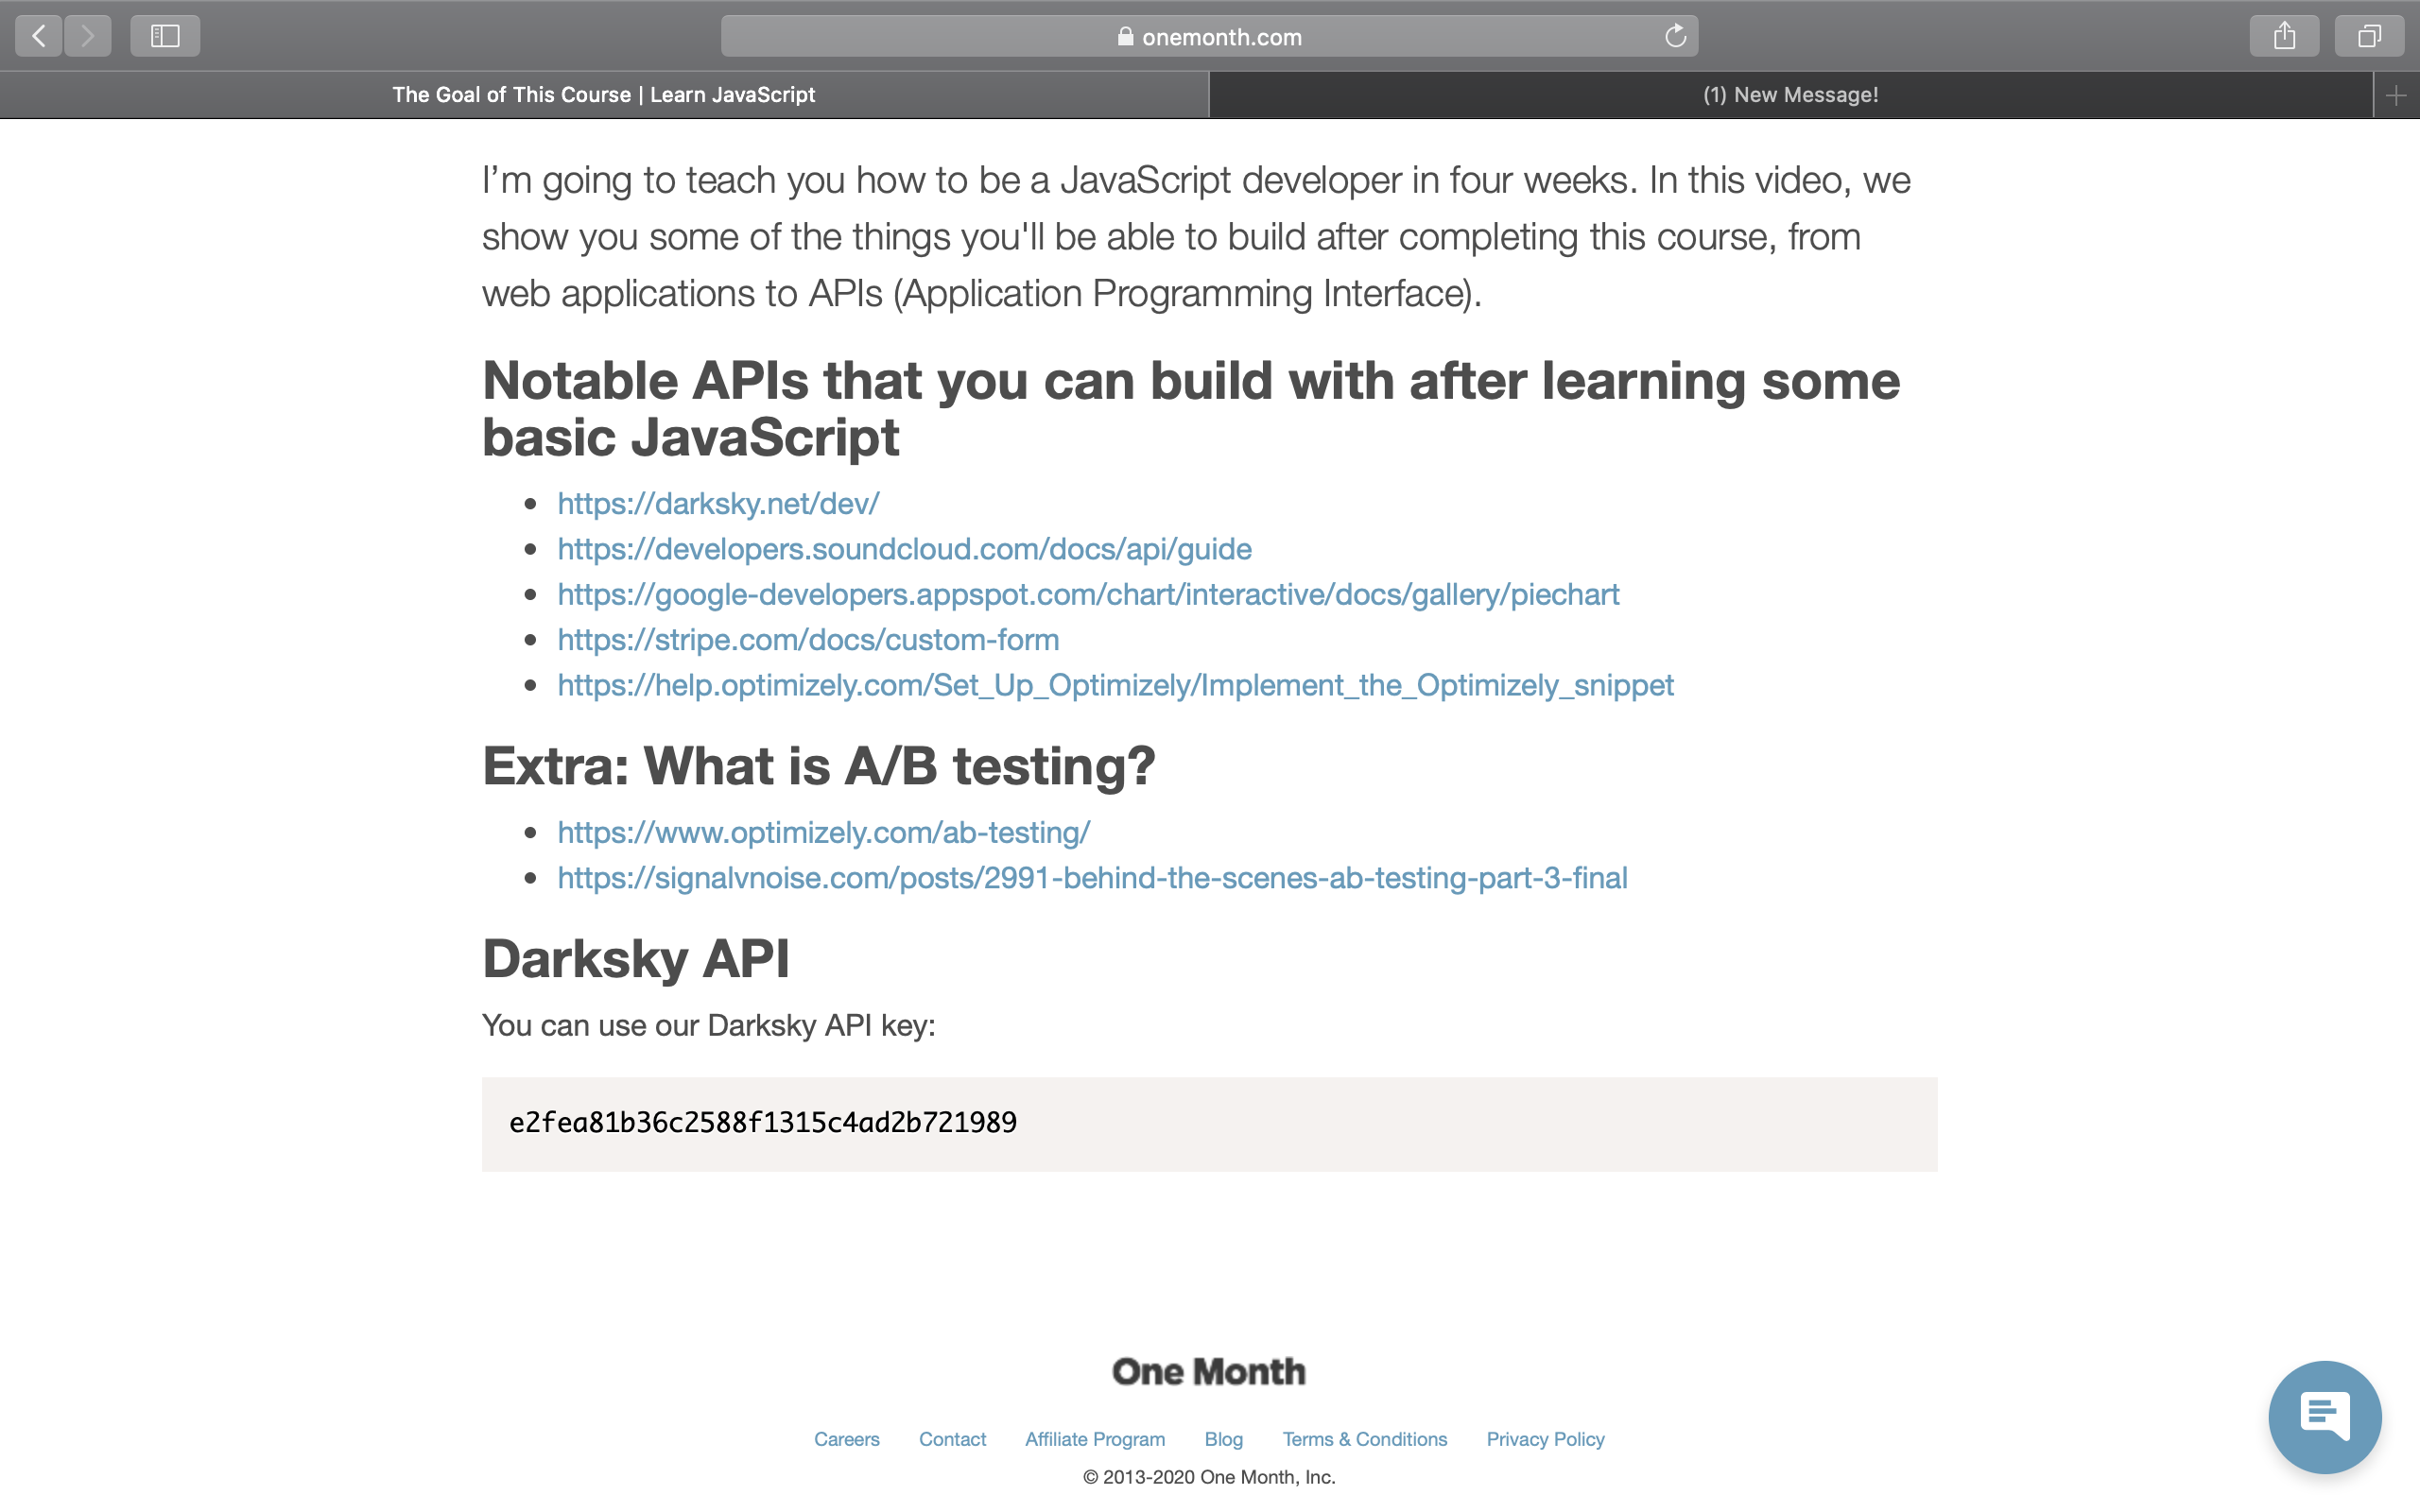 onemonth.com
The Goal of This Course | Learn JavaScript
(1) New Message!
I’m going to teach you how to be a JavaScript developer in four weeks. In this video, we
show you some of the things you'll be able to build after completing this course, from
web applications to APIs (Application Programming Interface).
Notable APIs that you can build with after learning some
basic JavaScript
https://darksky.net/dev/
https://developers.soundcloud.com/docs/api/guide
https://google-developers.appspot.com/chart/interactive/docs/gallery/piechart
https://stripe.com/docs/custom-form
https://help.optimizely.com/Set_Up_Optimizely/Implement_the_Optimizely_snippet
Extra: What is A/B testing?
https://www.optimizely.com/ab-testing/
https://signalvnoise.com/posts/2991-behind-the-scenes-ab-testing-part-3-final
Darksky API
You can use our Darksky API key:
e2fea81b36c2588f1315c4ad2b721989
One Month
Careers Contact Affiliate Program Blog Terms & Conditions Privacy Policy
© 2013-2020 One Month, Inc.